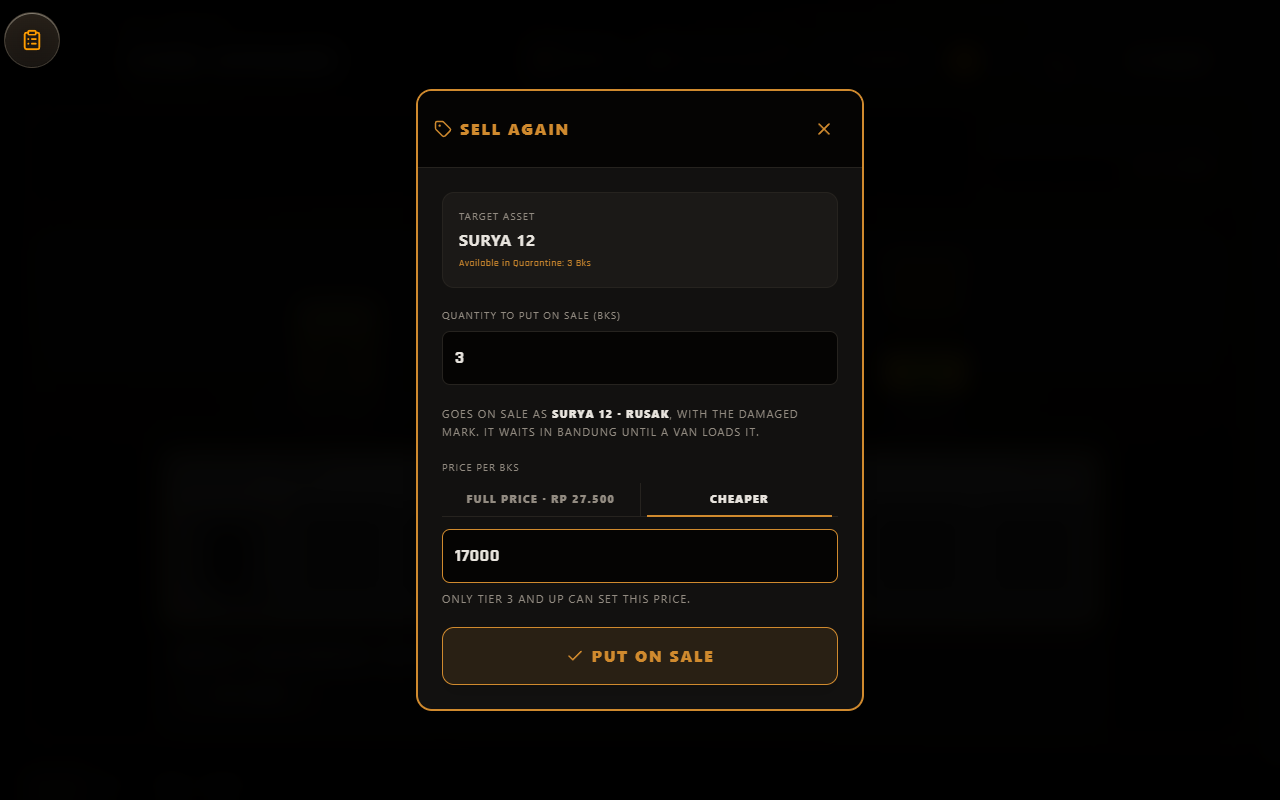 SELL AGAIN
TARGET ASSET
SURYA 12
Available in Quarantine: 3 Bks
QUANTITY TO PUT ON SALE (BKS)
3
GOES ON SALE AS SURYA 12 - RUSAK, WITH THE DAMAGED
MARK. IT WAITS IN BANDUNG UNTIL A VAN LOADS IT.
PRICE PER BKS
FULL PRICE - RP 27.500
CHEAPER
17000
ONLY TIER 3 AND UP CAN SET THIS PRICE.
PUT ON SALE